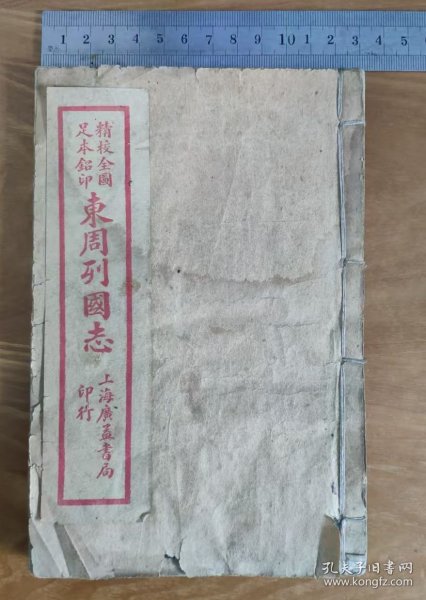 1 2 3 4 5 6 7 8 9 10 1 2 3 4 5
精校全圖
足本鉛印
東周列國志
上海廣益書局
印行
孔夫子旧书网
www.kongfz.com